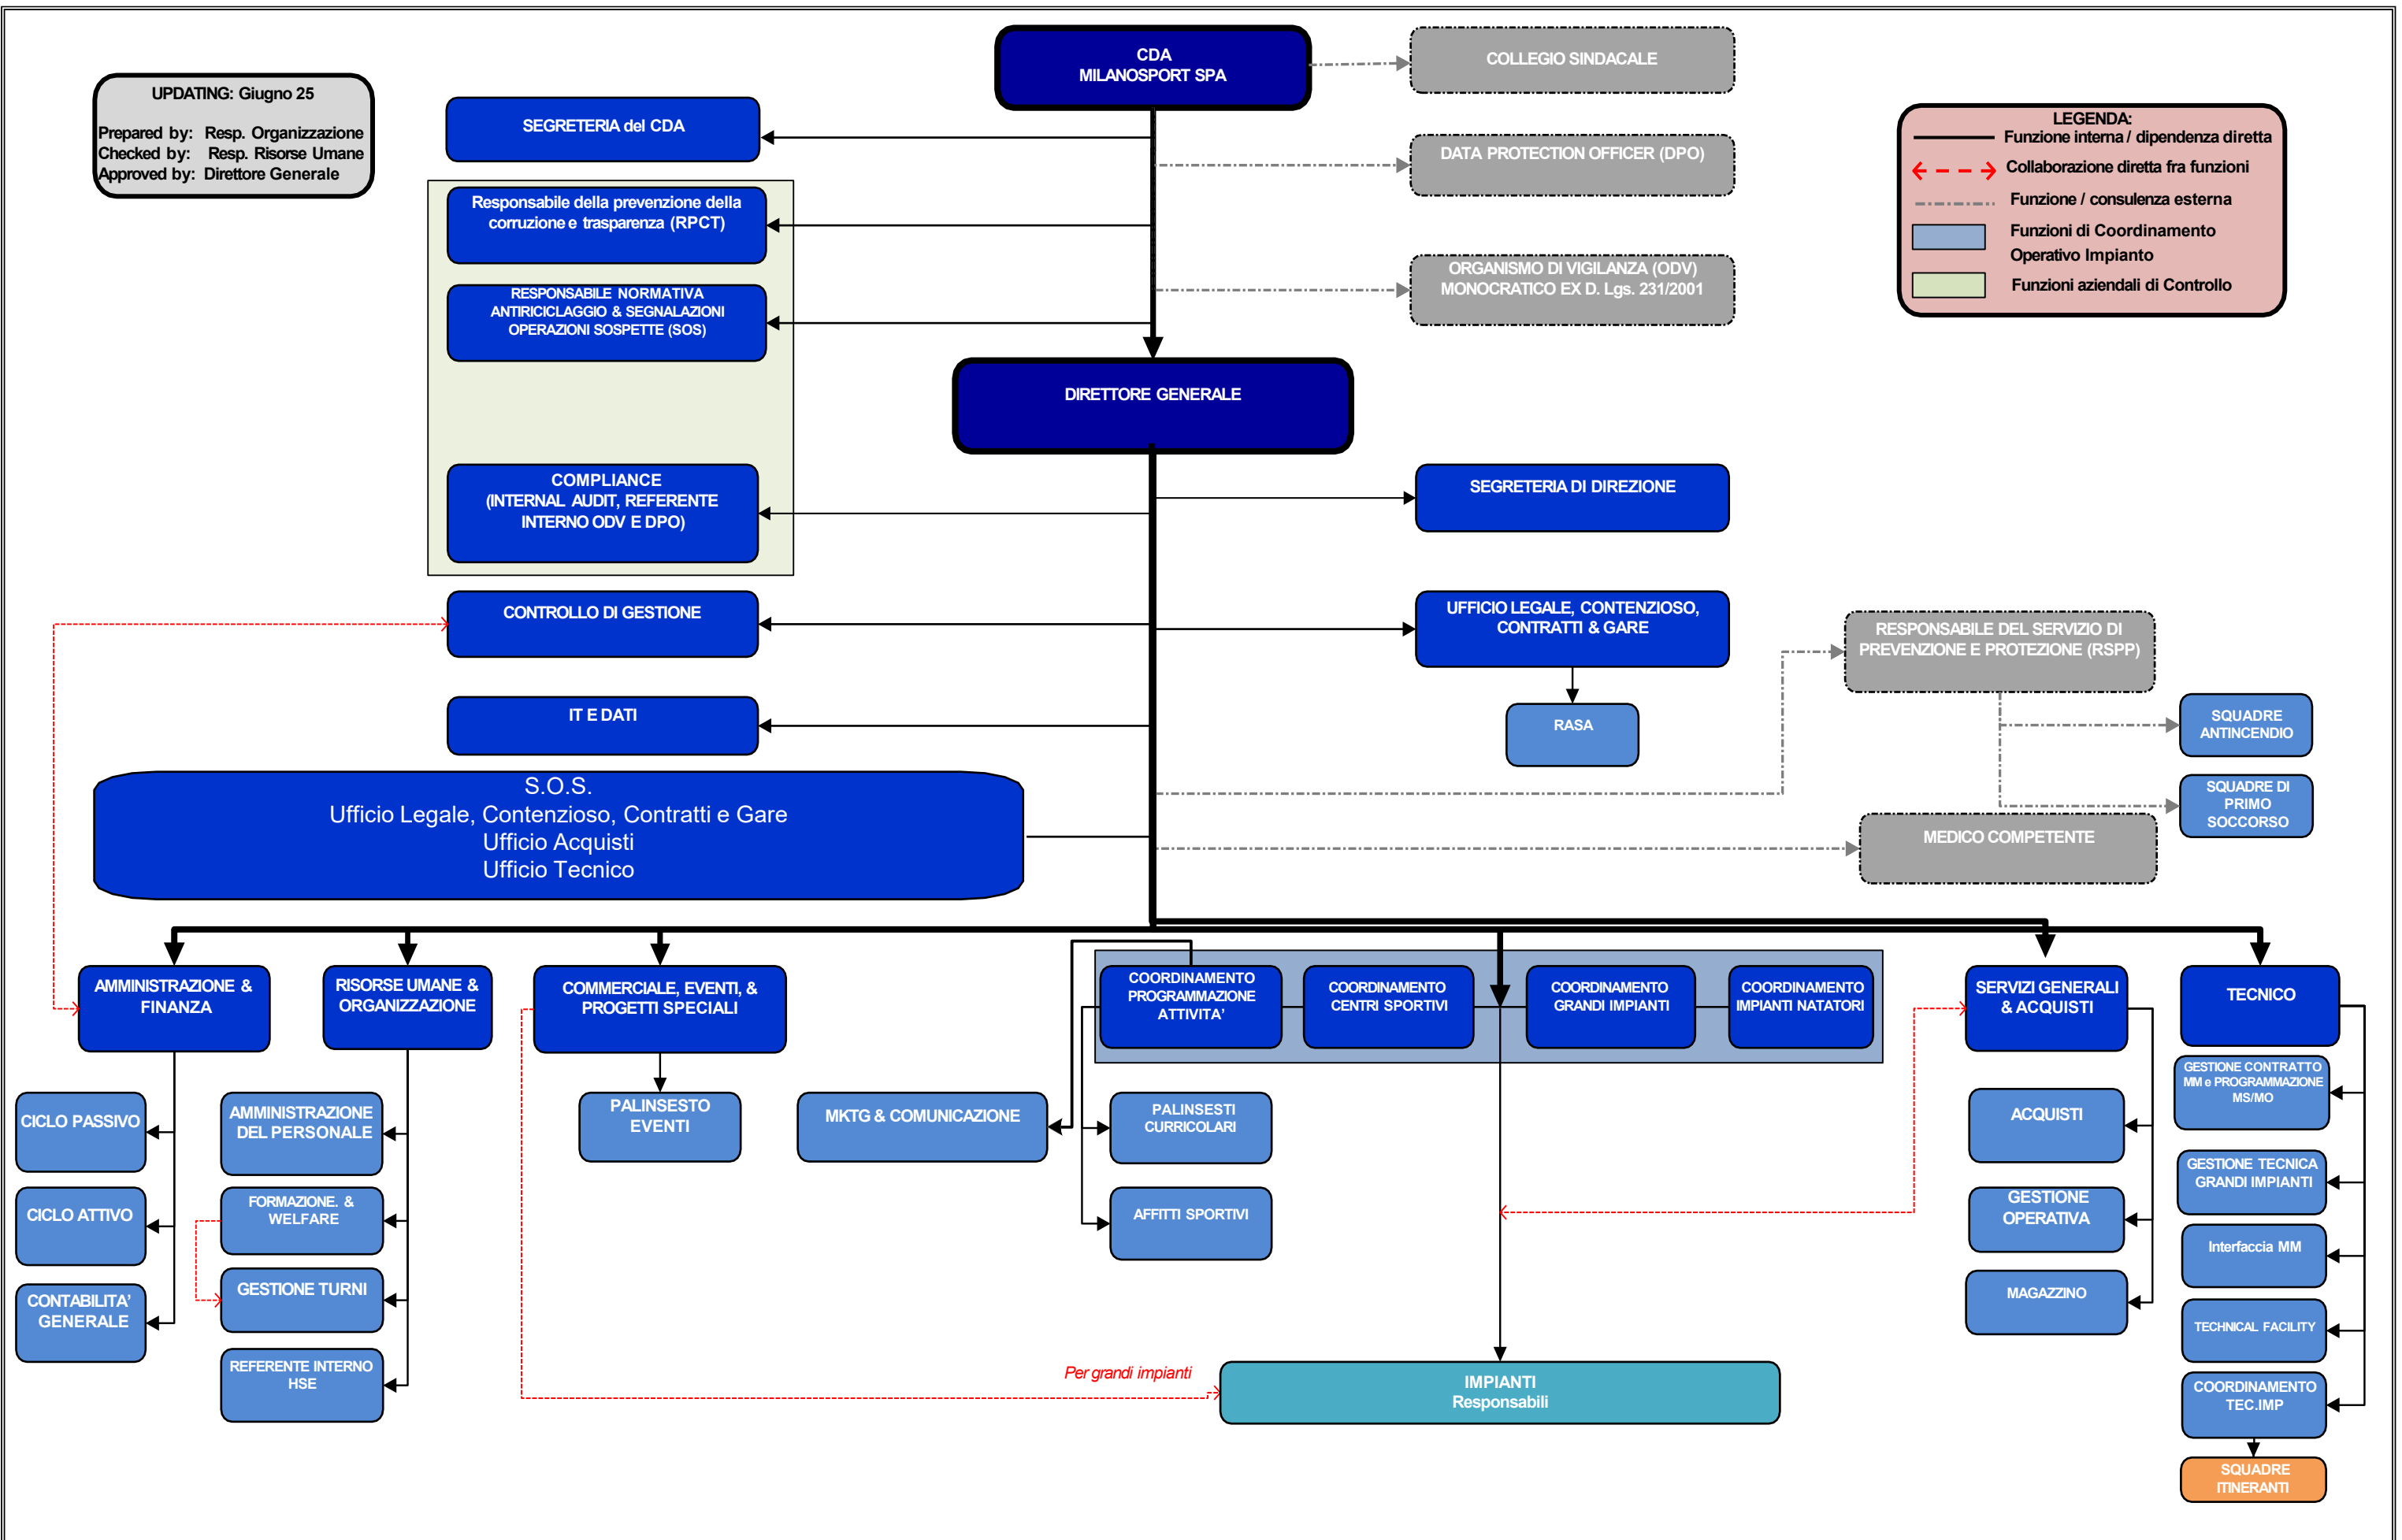 CDA
MILANOSPORT SPA
COLLEGIO SINDACALE
UPDATING: Giugno 25
Prepared by: Resp. Organizzazione
Checked by: Resp. Risorse Umane
Approved by: Direttore Generale
SEGRETERIA del CDA
DATA PROTECTION OFFICER (DPO)
LEGENDA:
Funzione interna / dipendenza diretta
Collaborazione diretta fra funzioni
Funzione / consulenza esterna
Funzioni di Coordinamento
Operativo Impianto
Funzioni aziendali di Controllo
Responsabile della prevenzione della
corruzione e trasparenza (RPCT)
ORGANISMO DI VIGILANZA (ODV)
MONOCRATICO EX D. Lgs. 231/2001
RESPONSABILE NORMATIVA
ANTIRICICLAGGIO & SEGNALAZIONI
OPERAZIONI SOSPETTE (SOS)
DIRETTORE GENERALE
COMPLIANCE
(INTERNAL AUDIT, REFERENTE
INTERNO ODV E DPO)
SEGRETERIA DI DIREZIONE
CONTROLLO DI GESTIONE
UFFICIO LEGALE, CONTENZIOSO,
CONTRATTI & GARE
RESPONSABILE DEL SERVIZIO DI
PREVENZIONE E PROTEZIONE (RSPP)
IT E DATI
RASA
SQUADRE
ANTINCENDIO
S.O.S.
Ufficio Legale, Contenzioso, Contratti e Gare
Ufficio Acquisti
Ufficio Tecnico
SQUADRE DI
PRIMO
SOCCORSO
MEDICO COMPETENTE
AMMINISTRAZIONE &
FINANZA
RISORSE UMANE &
ORGANIZZAZIONE
COMMERCIALE, EVENTI, &
PROGETTI SPECIALI
COORDINAMENTO
PROGRAMMAZIONE
ATTIVITA’
COORDINAMENTO
CENTRI SPORTIVI
COORDINAMENTO
GRANDI IMPIANTI
COORDINAMENTO
IMPIANTI NATATORI
SERVIZI GENERALI
& ACQUISTI
TECNICO
CICLO PASSIVO
AMMINISTRAZIONE
DEL PERSONALE
PALINSESTO
EVENTI
MKTG & COMUNICAZIONE
PALINSESTI
CURRICOLARI
ACQUISTI
GESTIONE CONTRATTO
MM e PROGRAMMAZIONE
MS/MO
CICLO ATTIVO
FORMAZIONE. &
WELFARE
AFFITTI SPORTIVI
GESTIONE
OPERATIVA
GESTIONE TECNICA
GRANDI IMPIANTI
Interfaccia MM
CONTABILITA’
GENERALE
GESTIONE TURNI
MAGAZZINO
TECHNICAL FACILITY
REFERENTE INTERNO
HSE
Per grandi impianti
IMPIANTI
Responsabili
COORDINAMENTO
TEC.IMP
SQUADRE
ITINERANTI